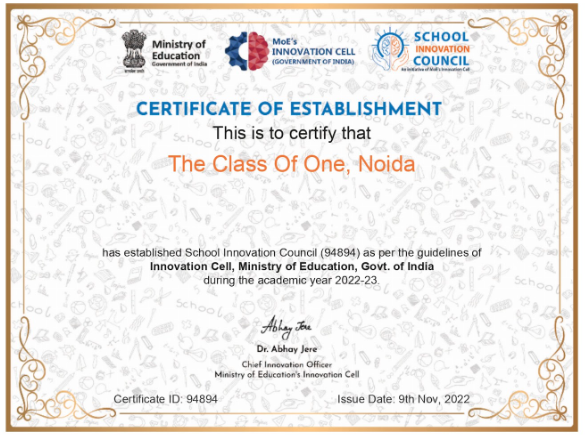 Ministry of
Education
Government of India
MoE's
INNOVATION CELL
(GOVERNMENT OF INDIA)
SCHOOL
INNOVATION
COUNCIL
An Initiative of MoE's Innovation Cell
CERTIFICATE OF ESTABLISHMENT
This is to certify that
The Class Of One, Noida
has established School Innovation Council (94894) as per the guidelines of
Innovation Cell, Ministry of Education, Govt. of India
during the academic year 2022-23
Abhay Jere
Dr. Abhay Jere
Chief Innovation Officer
Ministry of Education's Innovation Cell
Certificate ID: 94894
Issue Date: 9th Nov, 2022